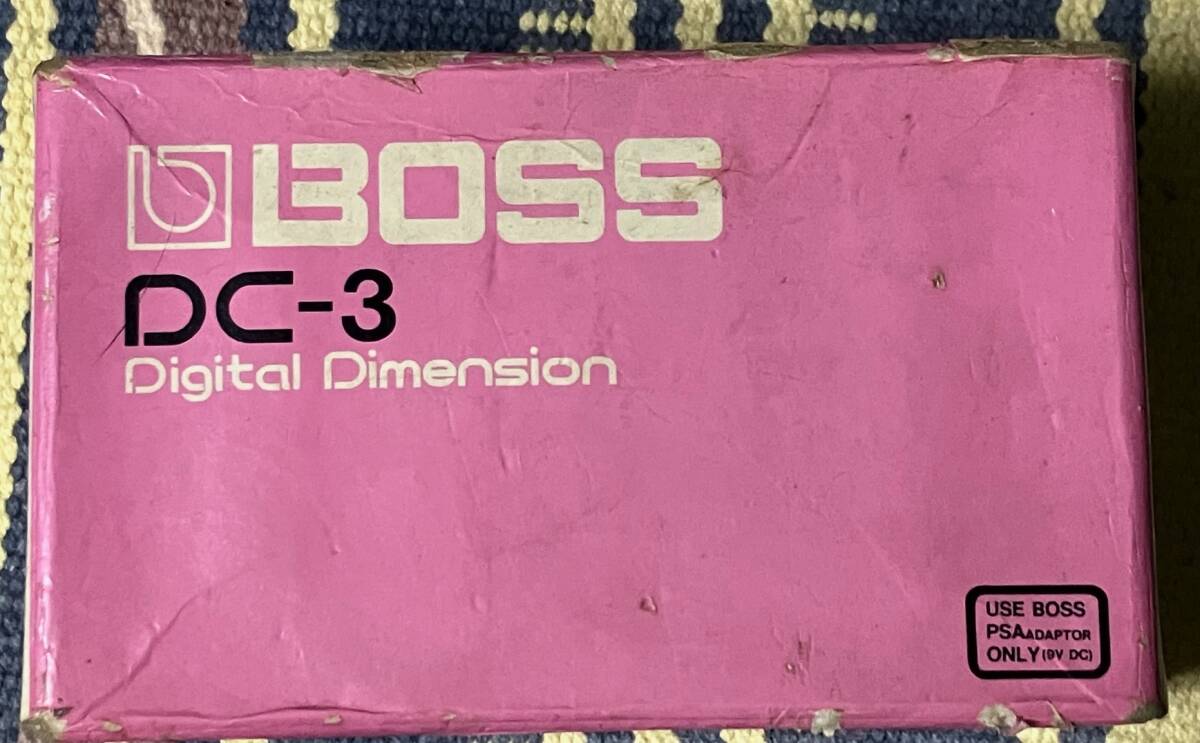 BOSS
DC-3
Digital Dimension
USE BOSS
PSA ADAPTOR
ONLY (9V DC)